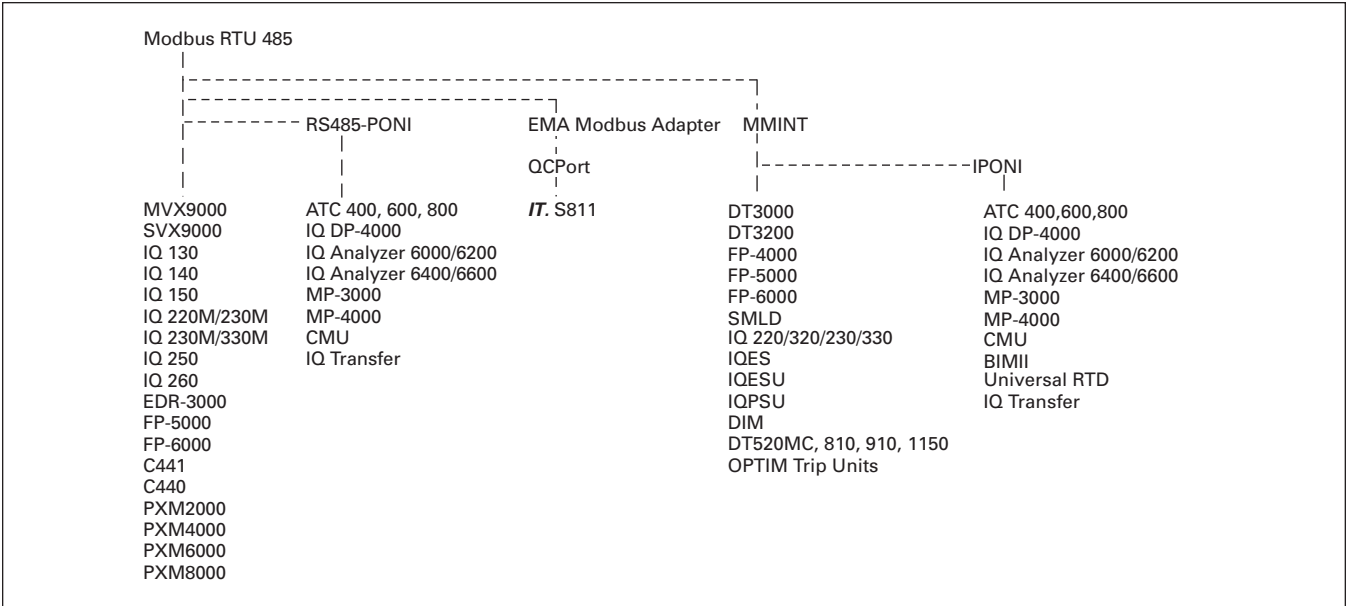 Modbus RTU 485
RS485-PONI
EMA Modbus Adapter
MMINT
QCPort
IPONI
MVX9000
SVX9000
IQ 130
IQ 140
IQ 150
IQ 220M/230M
IQ 230M/330M
IQ 250
IQ 260
EDR-3000
FP-5000
FP-6000
C441
C440
PXM2000
PXM4000
PXM6000
PXM8000
ATC 400, 600, 800
IQ DP-4000
IQ Analyzer 6000/6200
IQ Analyzer 6400/6600
MP-3000
MP-4000
CMU
IQ Transfer
IT. S811
DT3000
DT3200
FP-4000
FP-5000
FP-6000
SMLD
IQ 220/320/230/330
IQES
IQESU
IQPSU
DIM
DT520MC, 810, 910, 1150
OPTIM Trip Units
ATC 400,600,800
IQ DP-4000
IQ Analyzer 6000/6200
IQ Analyzer 6400/6600
MP-3000
MP-4000
CMU
BIMII
Universal RTD
IQ Transfer